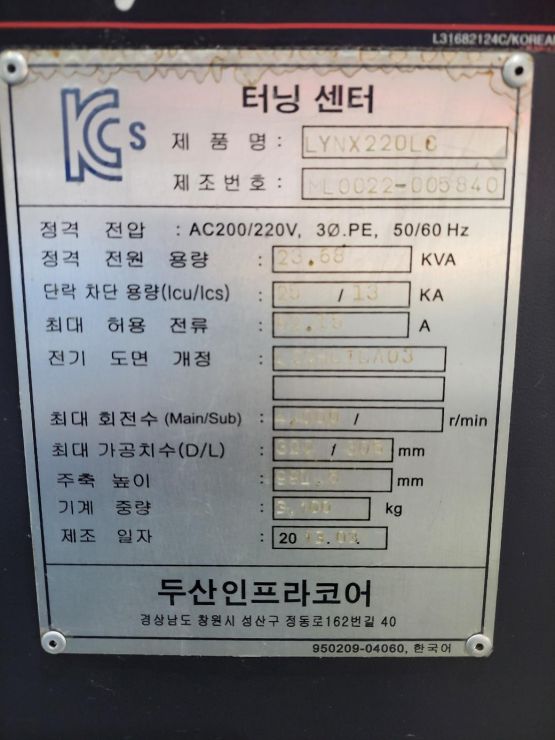 L31682124C/KOREA
KCs
터닝 센터
제 품 명 : LYNX220LC
제조번호 : ML0022-005840
정격 전압 : AC200/220V, 3Ø.PE, 50/60 Hz
정격 전원 용량 : 23.68 KVA
단락 차단 용량(Icu/Ics) : 25 / 13 KA
최대 허용 전류 : A
전기 도면 개정 :
최대 회전수 (Main/Sub) : / r/min
최대 가공치수(D/L) : / mm
주축 높이 : mm
기계 중량 : 3,100 kg
제조 일자 : 20 13.03.
두산인프라코어
경상남도 창원시 성산구 정동로162번길 40
950209-04060, 한국어